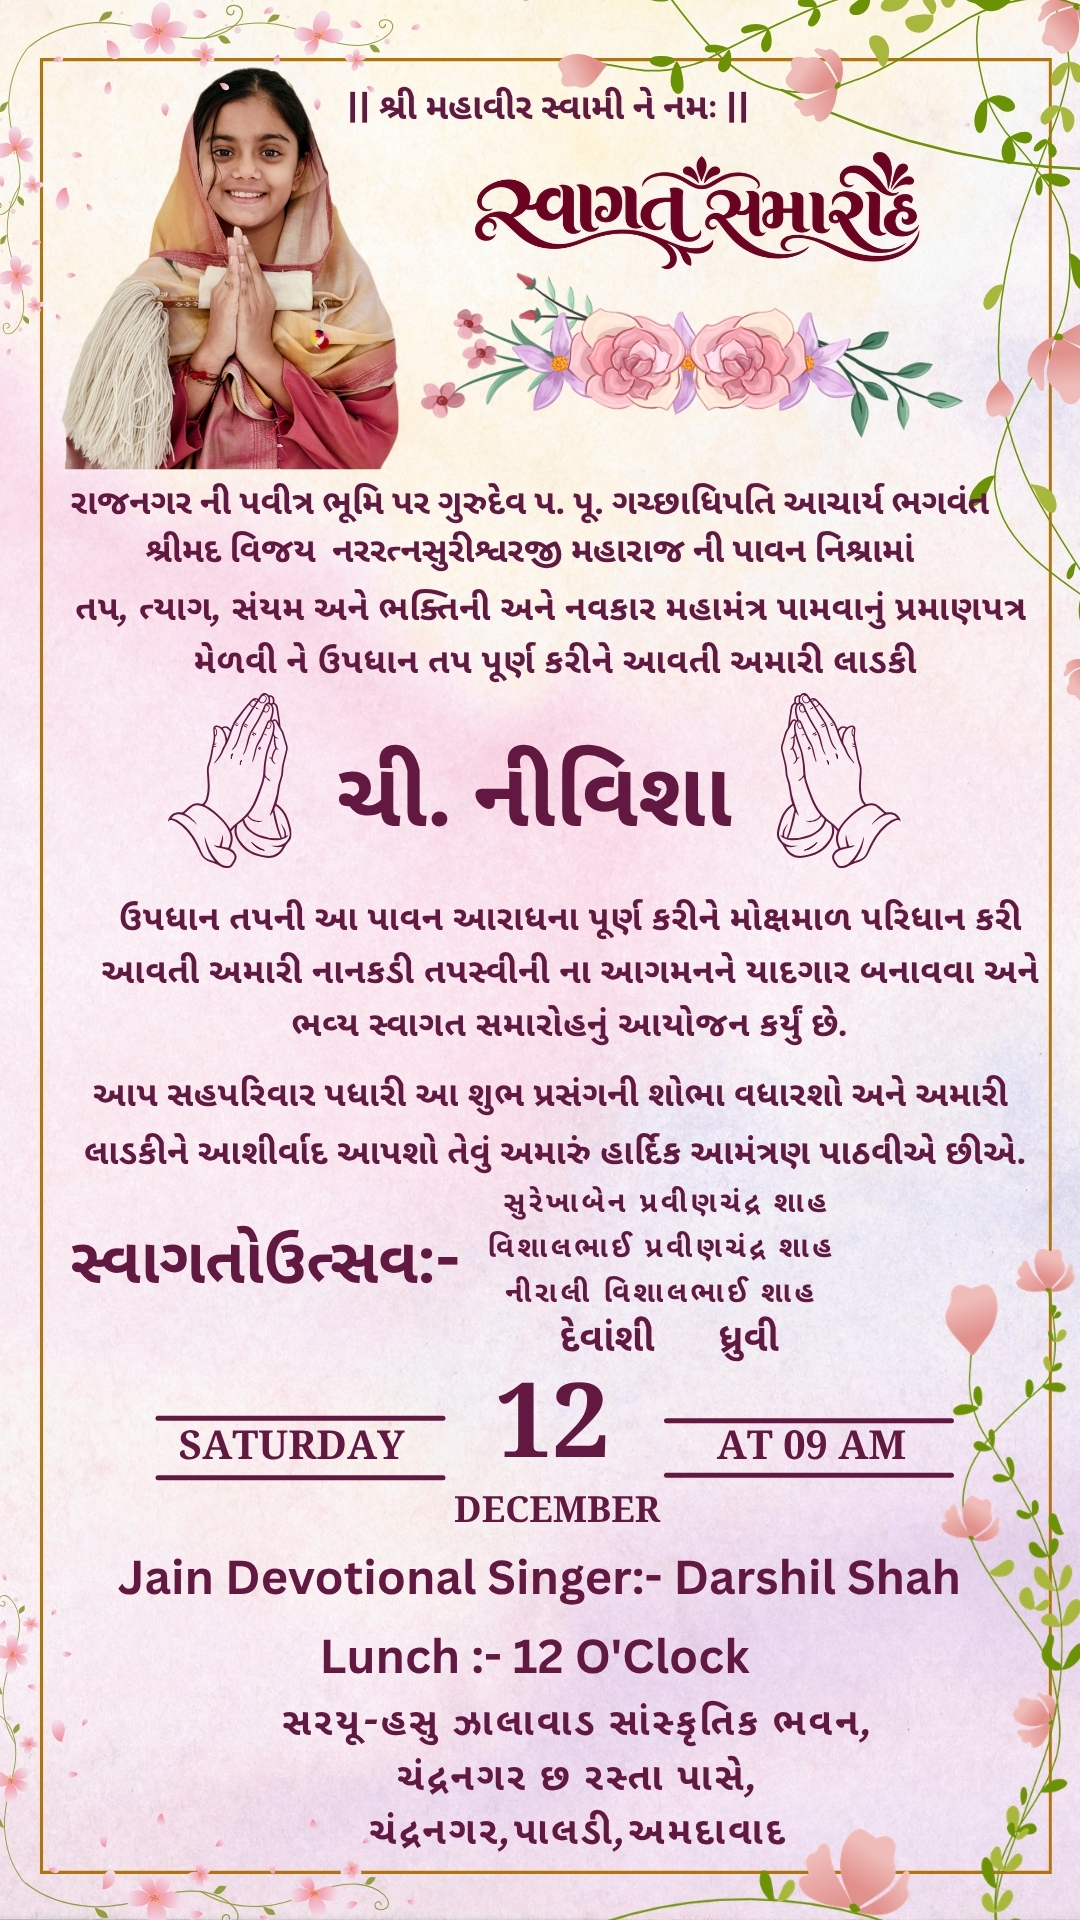 || શ્રી મહાવીર સ્વામી ને નમઃ ||
સ્વાગત સમારોહ
રાજનગર ની પવીત્ર ભૂમિ પર ગુરુદેવ પ. પૂ. ગચ્છાધિપતિ આચાર્ય ભગવંત
શ્રીમદ વિજય નરરત્નસુરીશ્વરજી મહારાજ ની પાવન નિશ્રામાં
તપ, ત્યાગ, સંયમ અને ભક્તિની અને નવકાર મહામંત્ર પામવાનું પ્રમાણપત્ર
મેળવી ને ઉપધાન તપ પૂર્ણ કરીને આવતી અમારી લાડકી
ચી. નીવિશા
ઉપધાન તપની આ પાવન આરાધના પૂર્ણ કરીને મોક્ષમાળ પરિધાન કરી
આવતી અમારી નાનકડી તપસ્વીની ના આગમનને યાદગાર બનાવવા અને
ભવ્ય સ્વાગત સમારોહનું આયોજન કર્યું છે.
આપ સહપરિવાર પધારી આ શુભ પ્રસંગની શોભા વધારશો અને અમારી
લાડકીને આશીર્વાદ આપશો તેવું અમારું હાર્દિક આમંત્રણ પાઠવીએ છીએ.
સ્વાગતોઉત્સવ:-
સુરેખાબેન પ્રવીણચંદ્ર શાહ
વિશાલભાઈ પ્રવીણચંદ્ર શાહ
નીરાલી વિશાલભાઈ શાહ
દેવાંશી ધ્રુવી
SATURDAY 12 AT 09 AM
DECEMBER
Jain Devotional Singer:- Darshil Shah
Lunch :- 12 O'Clock
સરયૂ-હસુ ઝાલાવાડ સાંસ્કૃતિક ભવન,
ચંદ્રનગર છ રસ્તા પાસે,
ચંદ્રનગર,પાલડી,અમદાવાદ